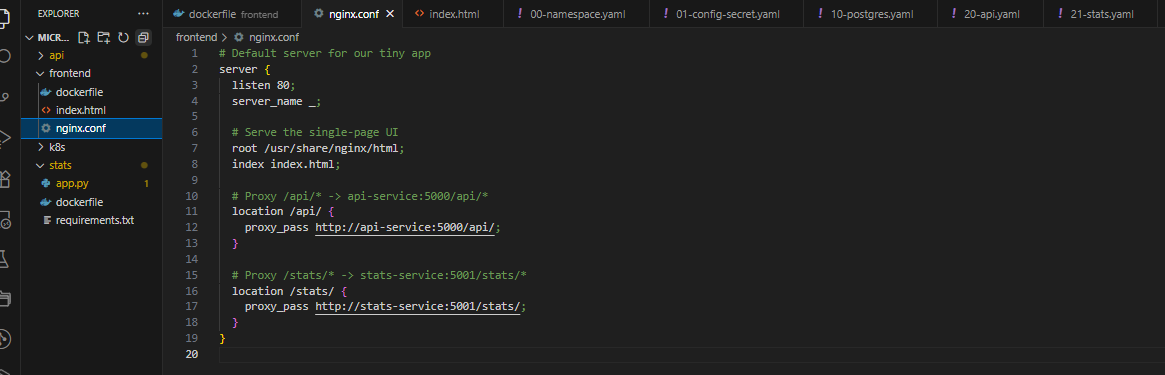 EXPLORER
MICR...
api
frontend
dockerfile
index.html
nginx.conf
k8s
stats
app.py 1
dockerfile
requirements.txt
dockerfile frontend
nginx.conf
index.html
! 00-namespace.yaml
! 01-config-secret.yaml
! 10-postgres.yaml
! 20-api.yaml
! 21-stats.yaml
frontend > nginx.conf
1 # Default server for our tiny app
2 server {
3   listen 80;
4   server_name _;
5
6   # Serve the single-page UI
7   root /usr/share/nginx/html;
8   index index.html;
9
10   # Proxy /api/* -> api-service:5000/api/*
11   location /api/ {
12     proxy_pass http://api-service:5000/api/;
13   }
14
15   # Proxy /stats/* -> stats-service:5001/stats/*
16   location /stats/ {
17     proxy_pass http://stats-service:5001/stats/;
18   }
19 }
20